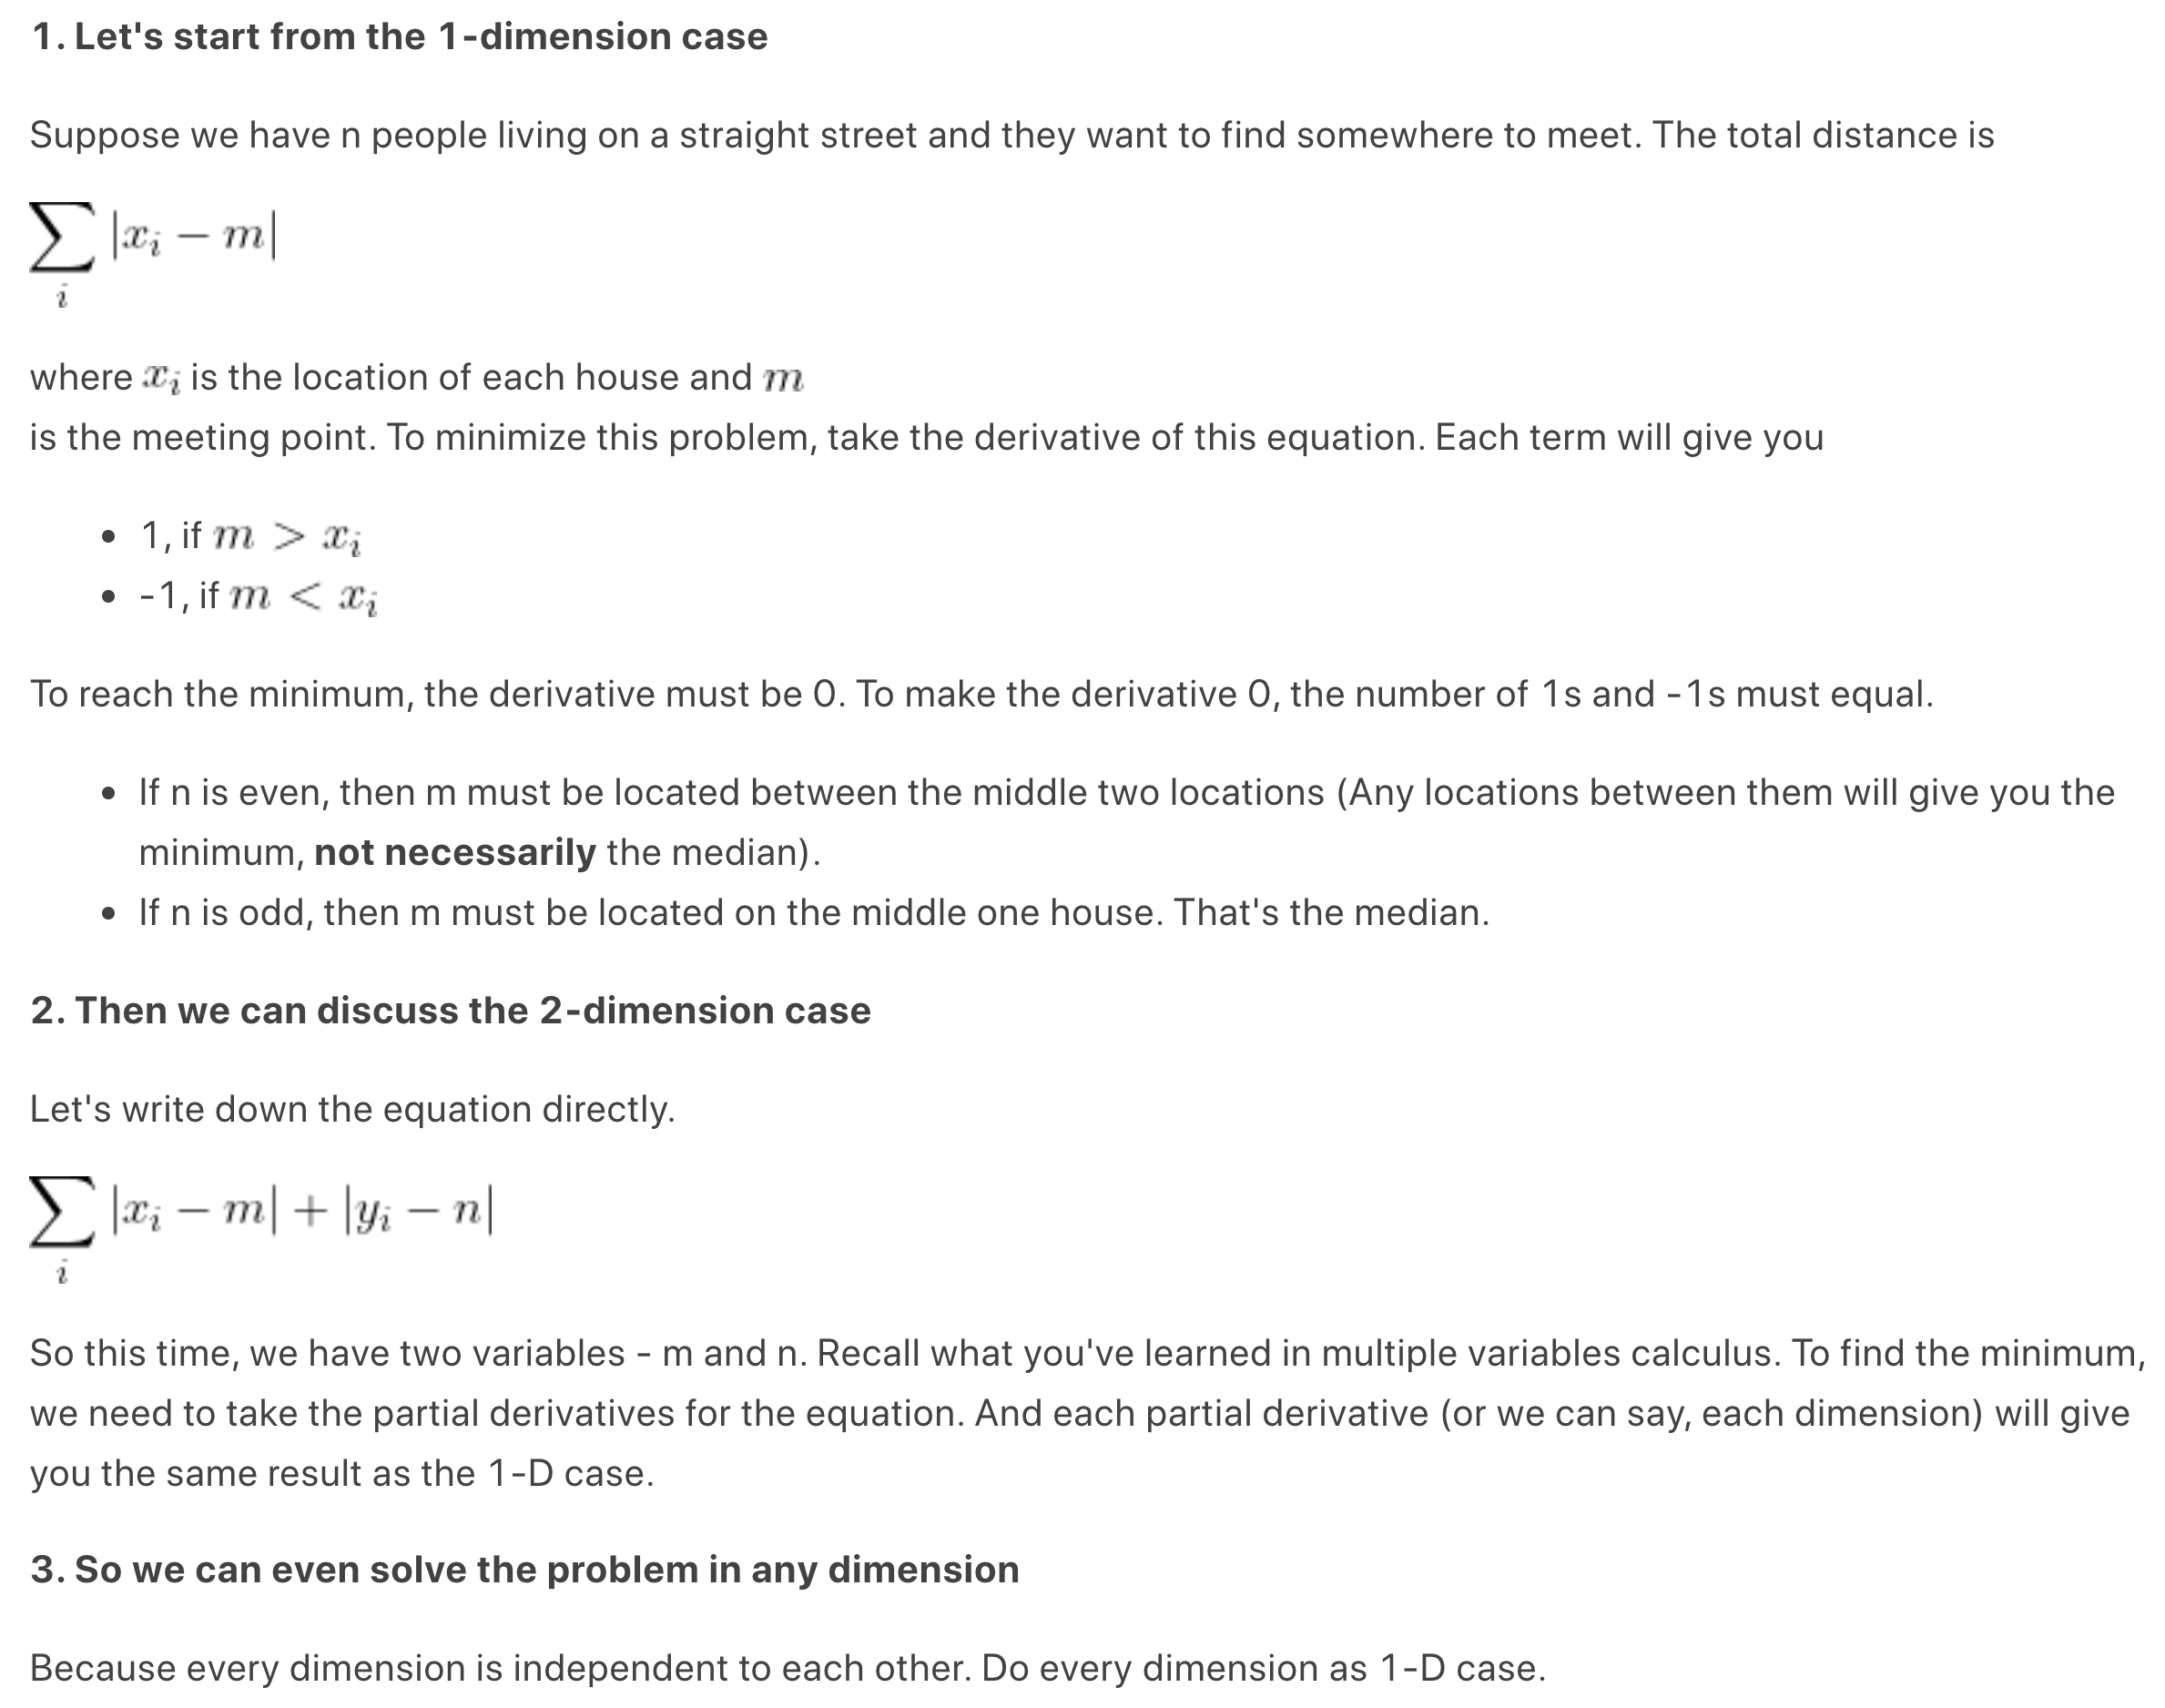 1. Let's start from the 1-dimension case
Suppose we have n people living on a straight street and they want to find somewhere to meet. The total distance is
∑_i |x_i − m|
where x_i is the location of each house and m
is the meeting point. To minimize this problem, take the derivative of this equation. Each term will give you
• 1, if m > x_i
• -1, if m < x_i
To reach the minimum, the derivative must be 0. To make the derivative 0, the number of 1s and -1s must equal.
• If n is even, then m must be located between the middle two locations (Any locations between them will give you the
minimum, not necessarily the median).
• If n is odd, then m must be located on the middle one house. That's the median.
2. Then we can discuss the 2-dimension case
Let's write down the equation directly.
∑_i |x_i − m| + |y_i − n|
So this time, we have two variables - m and n. Recall what you've learned in multiple variables calculus. To find the minimum,
we need to take the partial derivatives for the equation. And each partial derivative (or we can say, each dimension) will give
you the same result as the 1-D case.
3. So we can even solve the problem in any dimension
Because every dimension is independent to each other. Do every dimension as 1-D case.